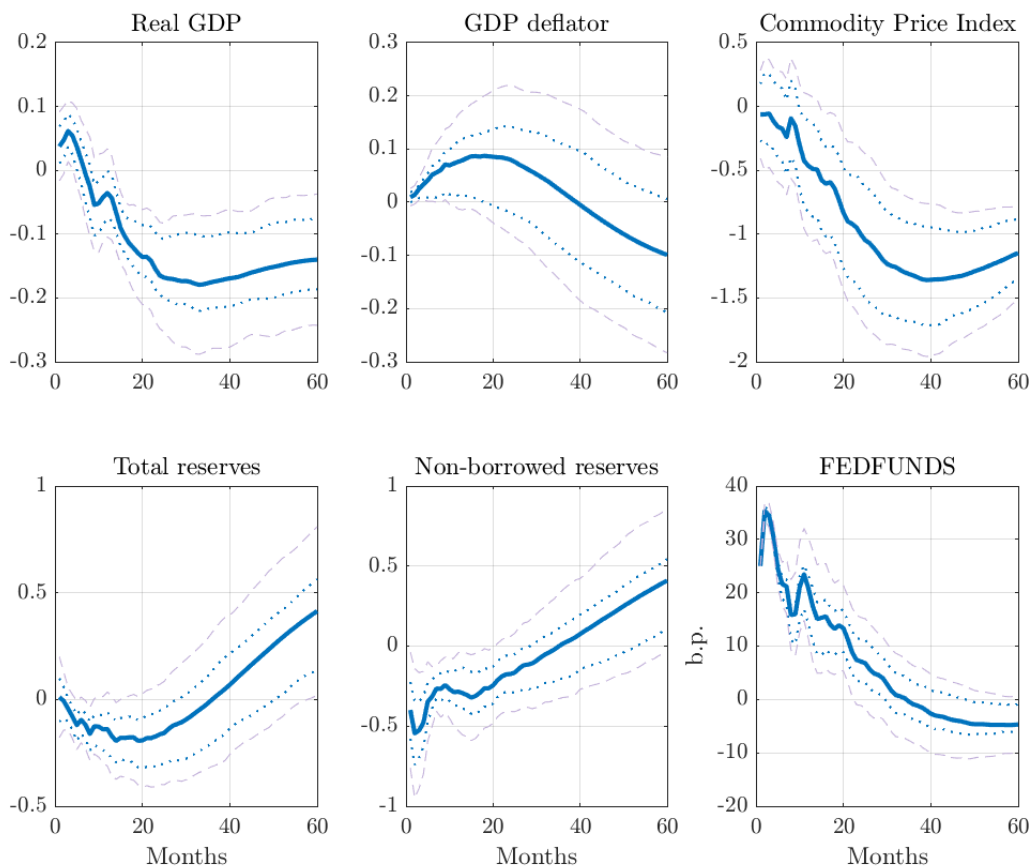 Real GDP
0.2
0.1
0
-0.1
-0.2
-0.3
0 20 40 60
GDP deflator
0.3
0.2
0.1
0
-0.1
-0.2
-0.3
0 20 40 60
Commodity Price Index
0.5
0
-0.5
-1
-1.5
-2
0 20 40 60
Total reserves
1
0.5
0
-0.5
0 20 40 60
Months
Non-borrowed reserves
1
0.5
0
-0.5
-1
0 20 40 60
Months
FEDFUNDS
40
30
20
10
0
-10
-20
b.p.
0 20 40 60
Months